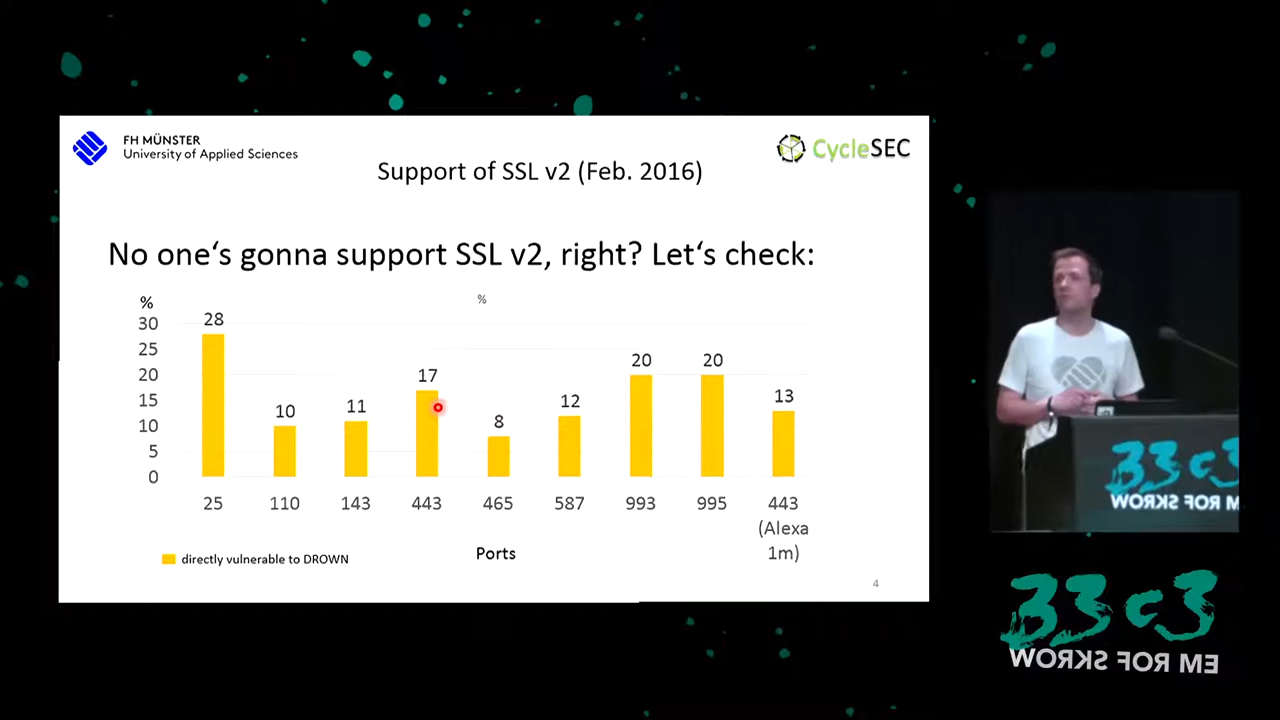 FH MÜNSTER
University of Applied Sciences
CycleSEC
Support of SSL v2 (Feb. 2016)
No one‘s gonna support SSL v2, right? Let‘s check:
%
%
30
25
20
15
10
5
0
28
10
11
17
8
12
20
20
13
25
110
143
443
465
587
993
995
443
(Alexa
1m)
Ports
directly vulnerable to DROWN
4
33C3
WORKS FOR M
33C3
WORKS FOR ME